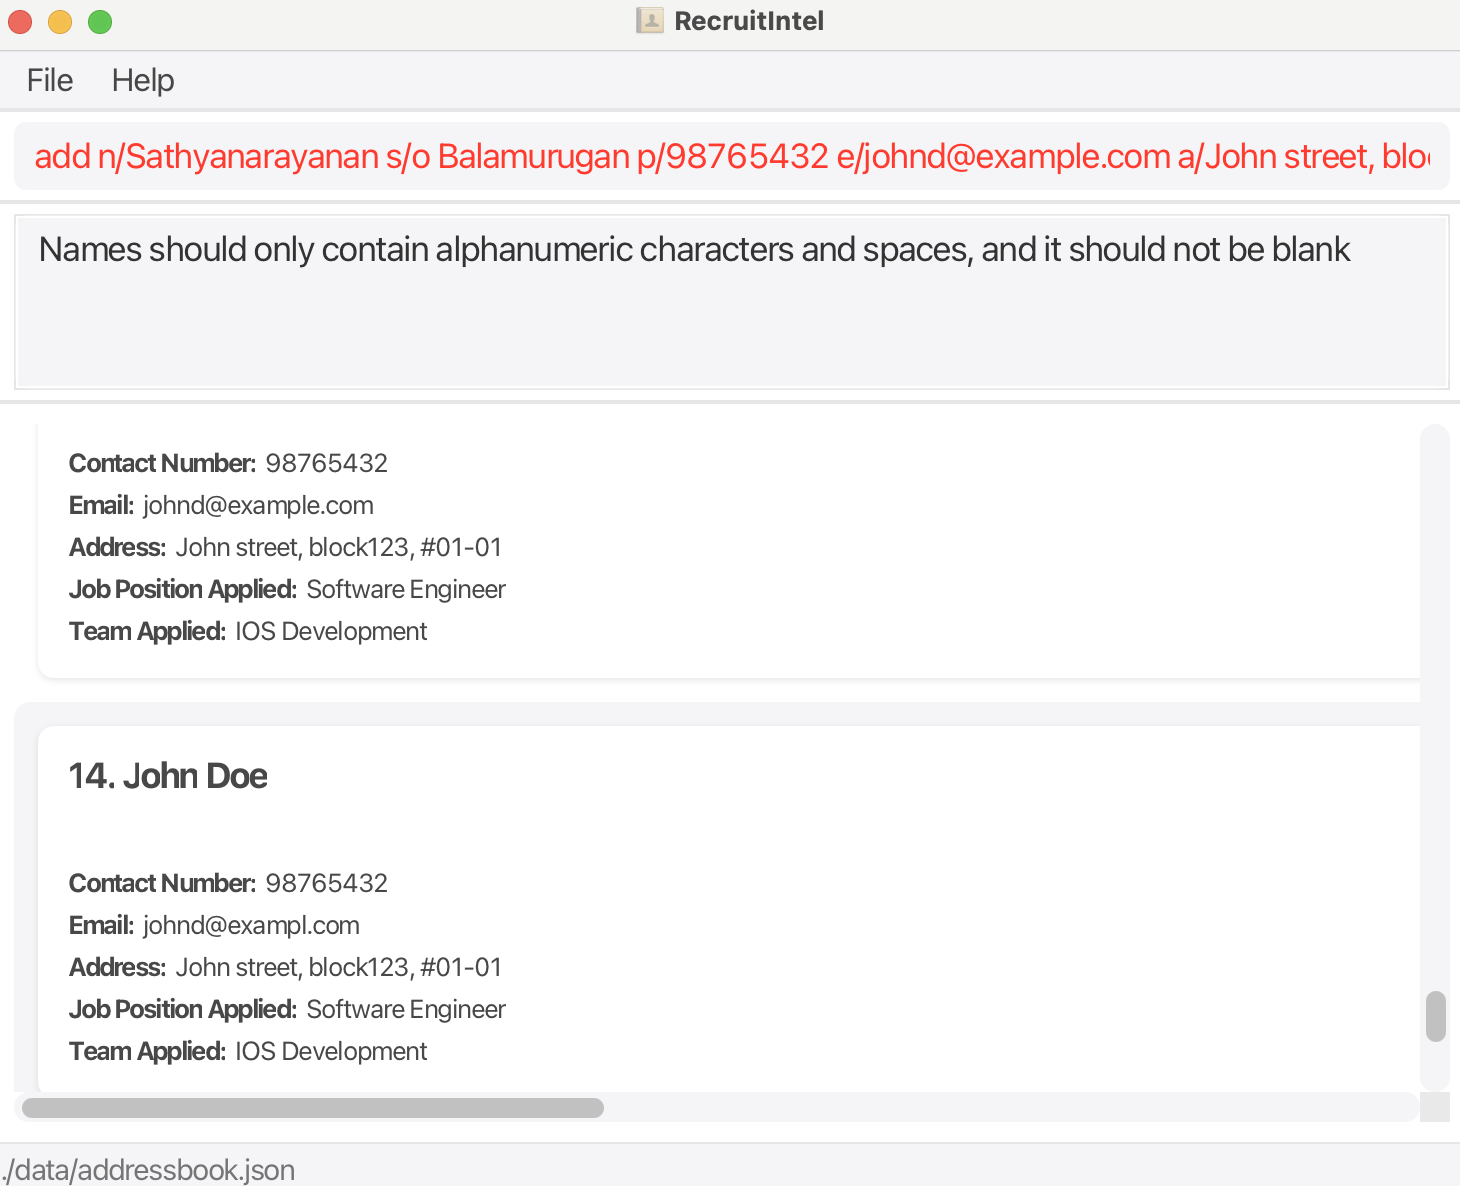 RecruitIntel
File Help
add n/Sathyanarayanan s/o Balamurugan p/98765432 e/johnd@example.com a/John street, bloc
Names should only contain alphanumeric characters and spaces, and it should not be blank
Contact Number: 98765432
Email: johnd@example.com
Address: John street, block123, #01-01
Job Position Applied: Software Engineer
Team Applied: IOS Development
14. John Doe
Contact Number: 98765432
Email: johnd@exampl.com
Address: John street, block123, #01-01
Job Position Applied: Software Engineer
Team Applied: IOS Development
./data/addressbook.json